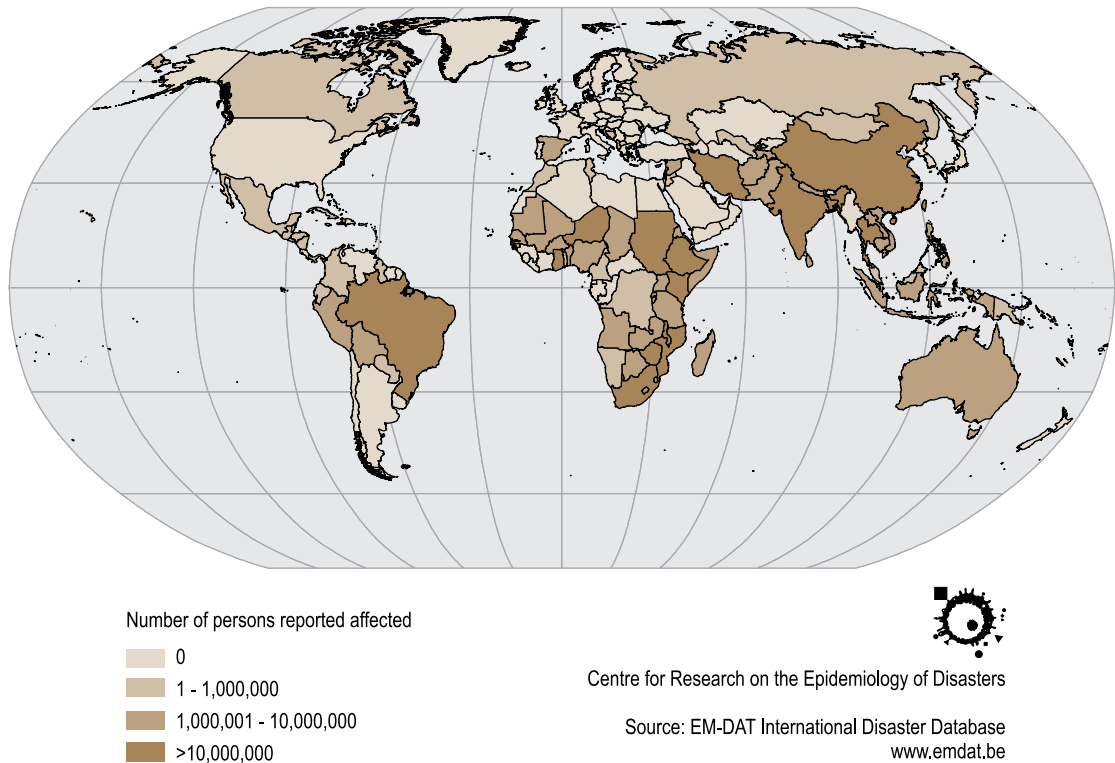 Number of persons reported affected
0
1 - 1,000,000
1,000,001 - 10,000,000
>10,000,000
Centre for Research on the Epidemiology of Disasters
Source: EM-DAT International Disaster Database
www.emdat.be